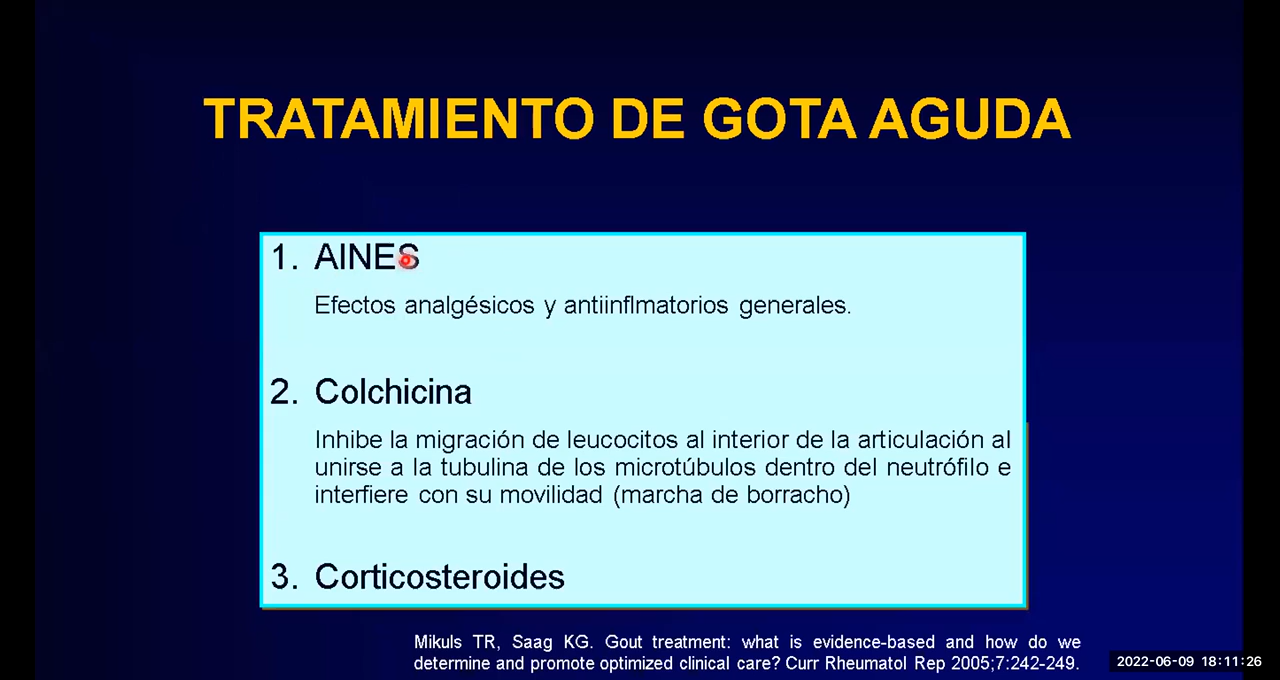 TRATAMIENTO DE GOTA AGUDA
1. AINES
Efectos analgésicos y antiinflmatorios generales.
2. Colchicina
Inhibe la migración de leucocitos al interior de la articulación al
unirse a la tubulina de los microtúbulos dentro del neutrófilo e
interfiere con su movilidad (marcha de borracho)
3. Corticosteroides
Mikuls TR, Saag KG. Gout treatment: what is evidence-based and how do we
determine and promote optimized clinical care? Curr Rheumatol Rep 2005;7:242-249.
2022-06-09 18:11:26